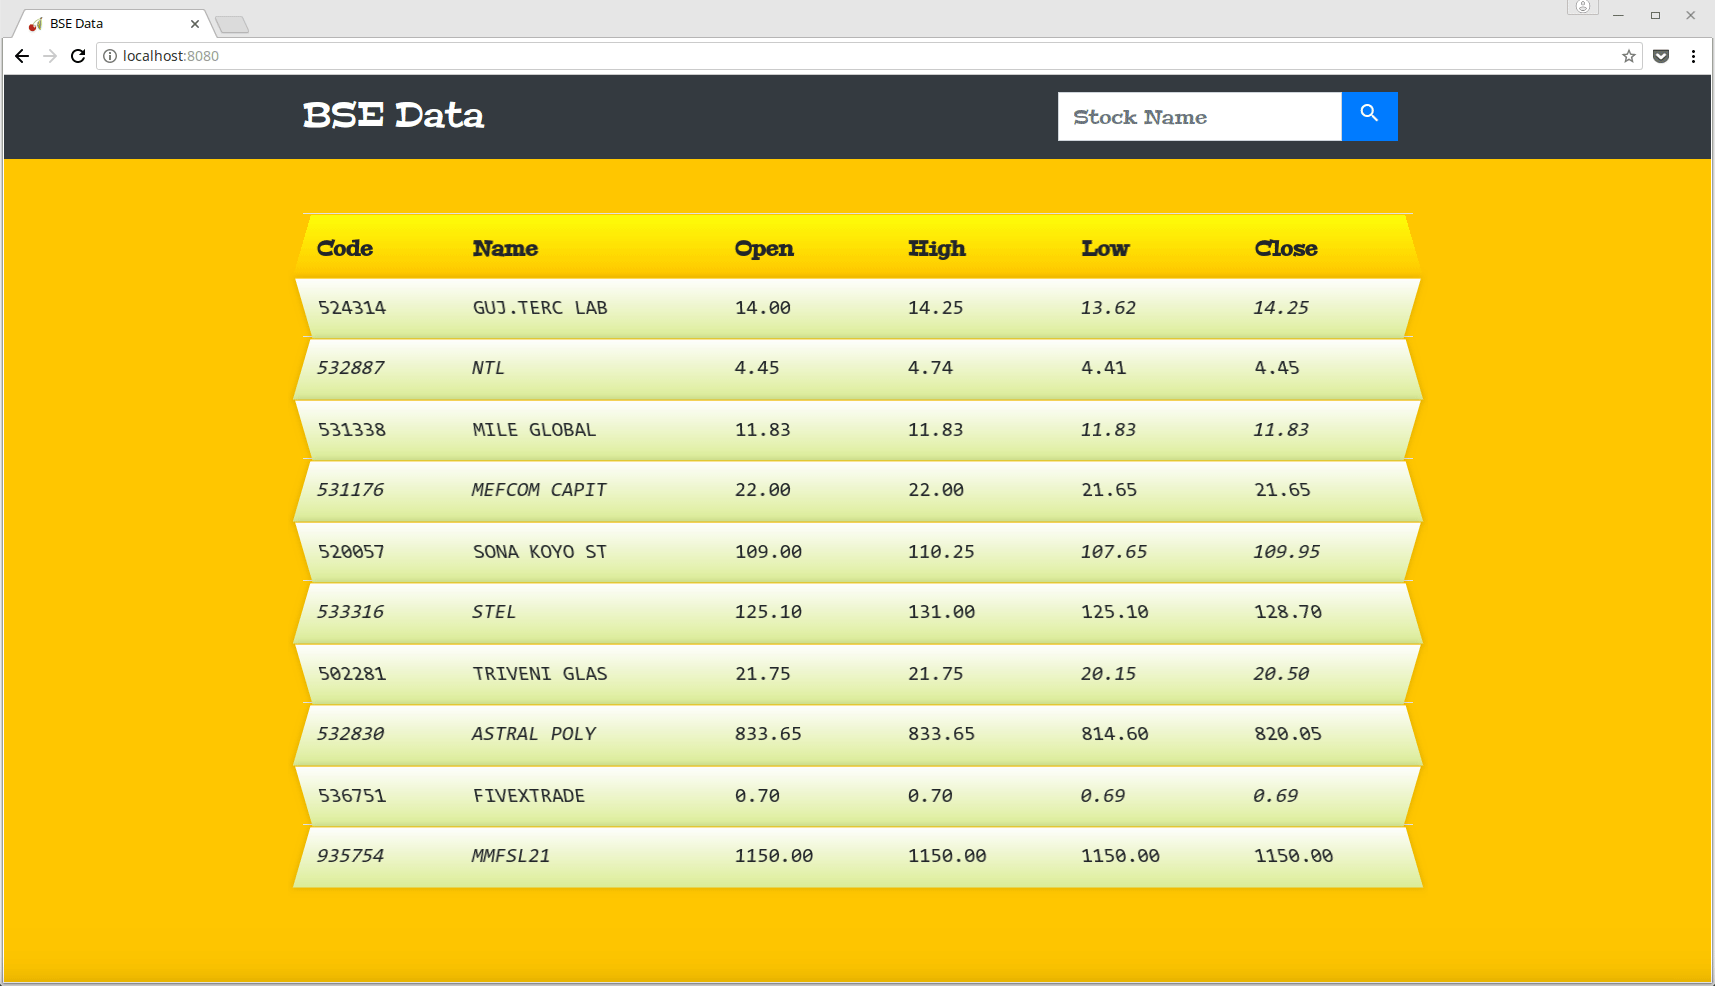 BSE Data
localhost:8080
BSE Data
Stock Name
Code Name Open High Low Close
524314 GUJ.TERC LAB 14.00 14.25 13.62 14.25
532887 NTL 4.45 4.74 4.41 4.45
531338 MILE GLOBAL 11.83 11.83 11.83 11.83
531176 MEFCOM CAPIT 22.00 22.00 21.65 21.65
520057 SONA KOYO ST 109.00 110.25 107.65 109.95
533316 STEL 125.10 131.00 125.10 128.70
502281 TRIVENI GLAS 21.75 21.75 20.15 20.50
532830 ASTRAL POLY 833.65 833.65 814.60 820.05
536751 FIVEXTRADE 0.70 0.70 0.69 0.69
935754 MMFSL21 1150.00 1150.00 1150.00 1150.00